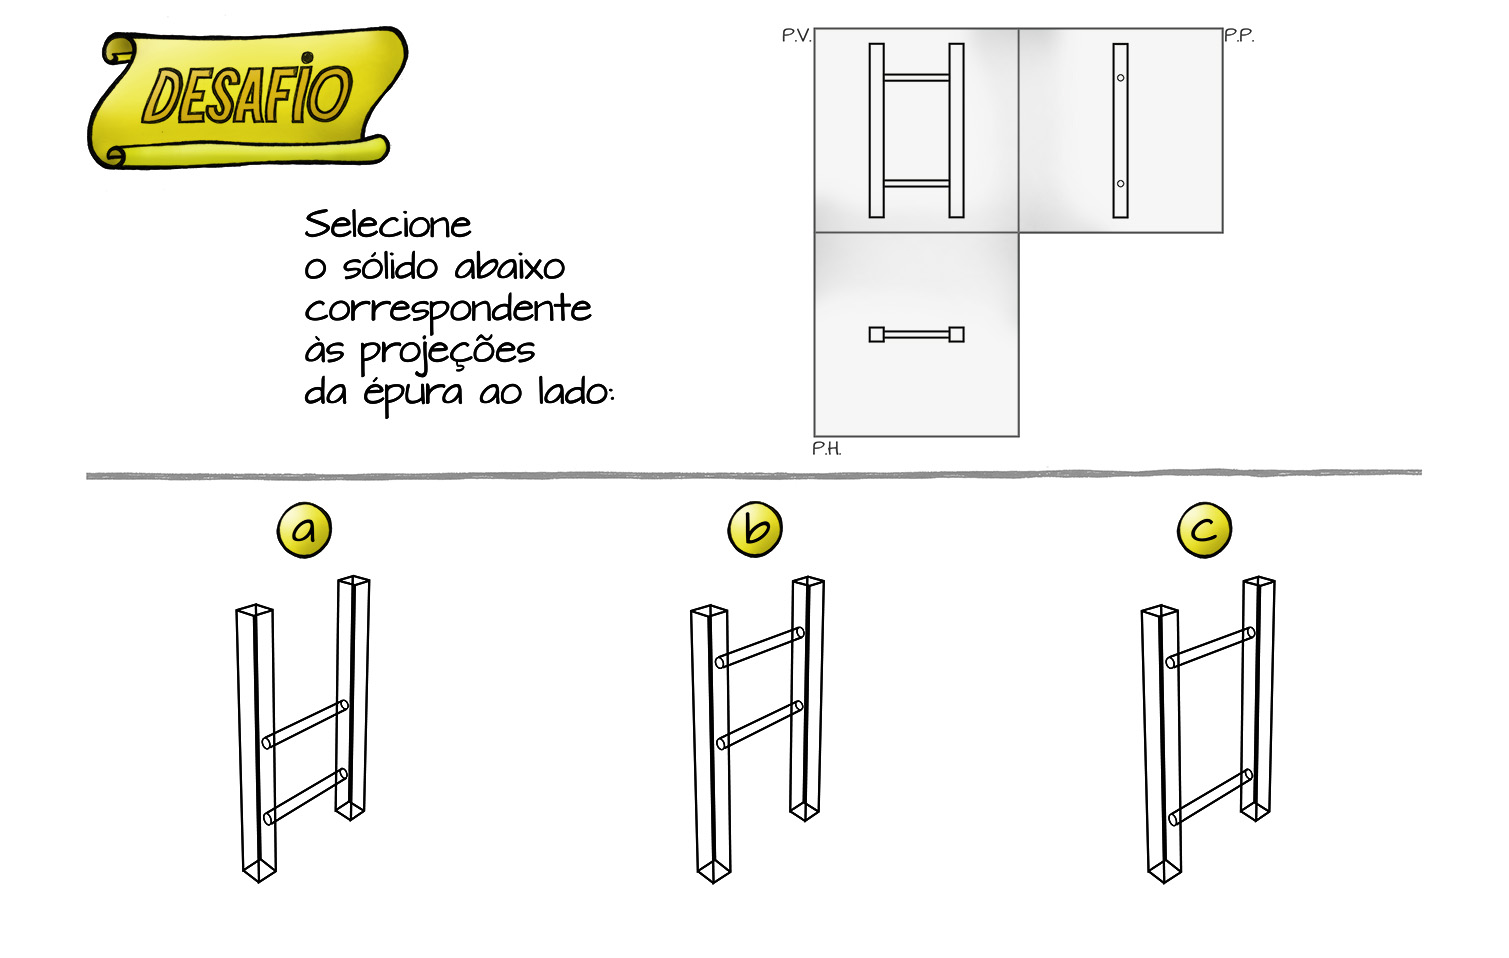 DESAFiO
P.V.
P.P.
Selecione
o sólido abaixo
correspondente
às projeções
da épura ao lado:
P.H.
a
b
c